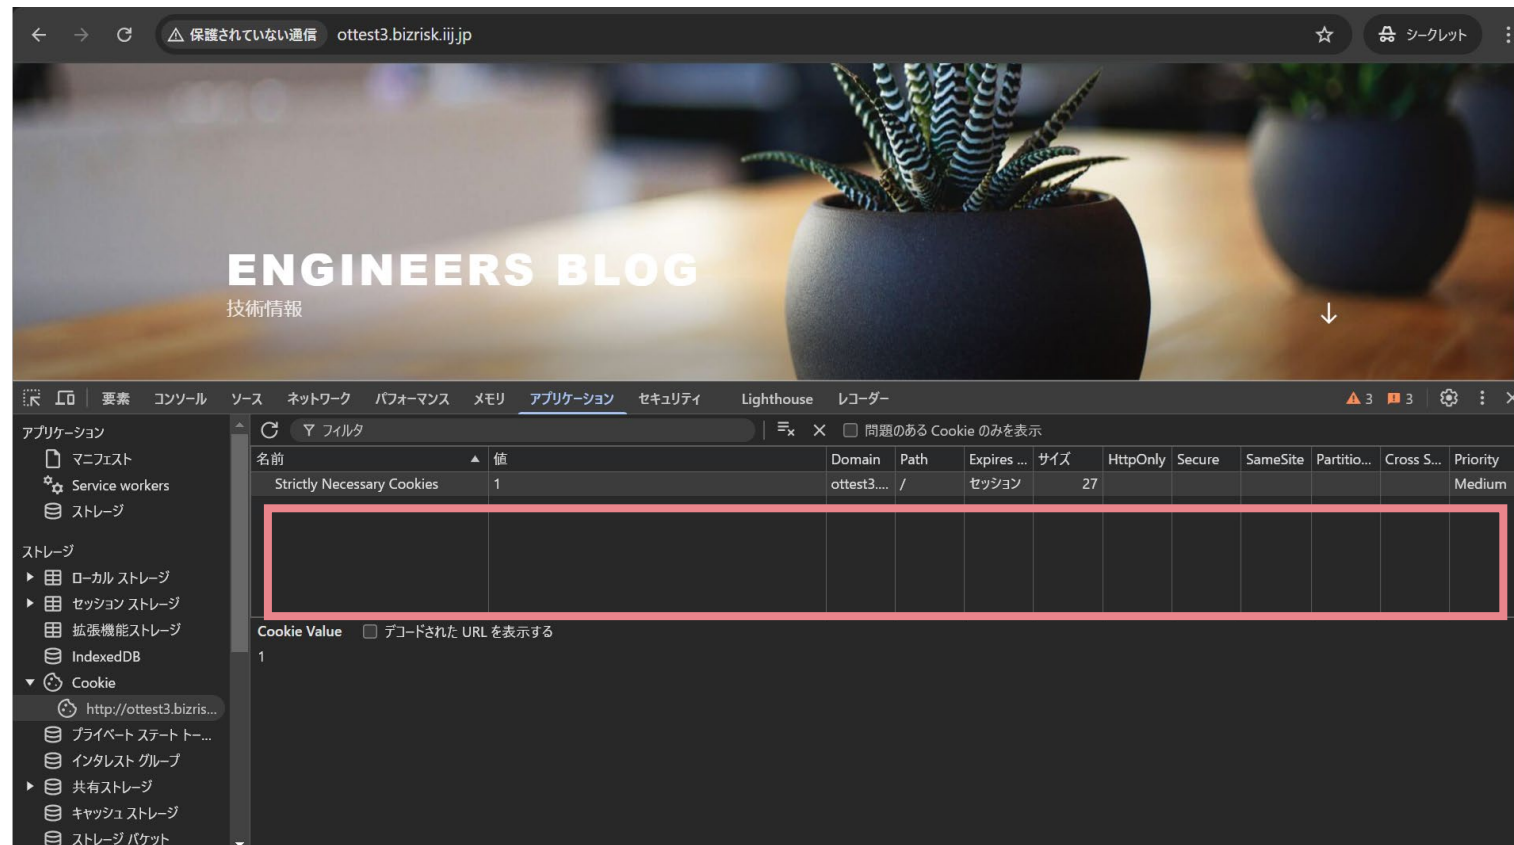 保護されていない通信 ottest3.bizrisk.iij.jp シークレット
ENGINEERS BLOG
技術情報
要素 コンソール ソース ネットワーク パフォーマンス メモリ アプリケーション セキュリティ Lighthouse レコーダー 3 3
アプリケーション
マニフェスト
Service workers
ストレージ
ストレージ
ローカル ストレージ
セッション ストレージ
拡張機能ストレージ
IndexedDB
Cookie
http://ottest3.bizris...
プライベート ステート トー...
インタレスト グループ
共有ストレージ
キャッシュ ストレージ
ストレージ バケット
フィルタ 問題のある Cookie のみを表示
名前 値 Domain Path Expires ... サイズ HttpOnly Secure SameSite Partitio... Cross S... Priority
Strictly Necessary Cookies 1 ottest3.... / セッション 27 Medium
Cookie Value デコードされた URL を表示する
1